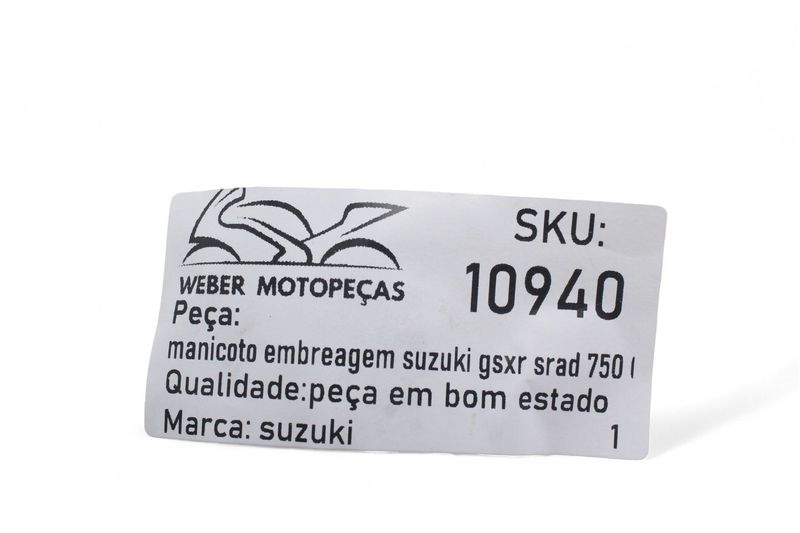 WEBER MOTOPEÇAS
SKU:
10940
Peça:
manicoto embreagem suzuki gsxr srad 750
Qualidade:peça em bom estado
Marca: suzuki
1